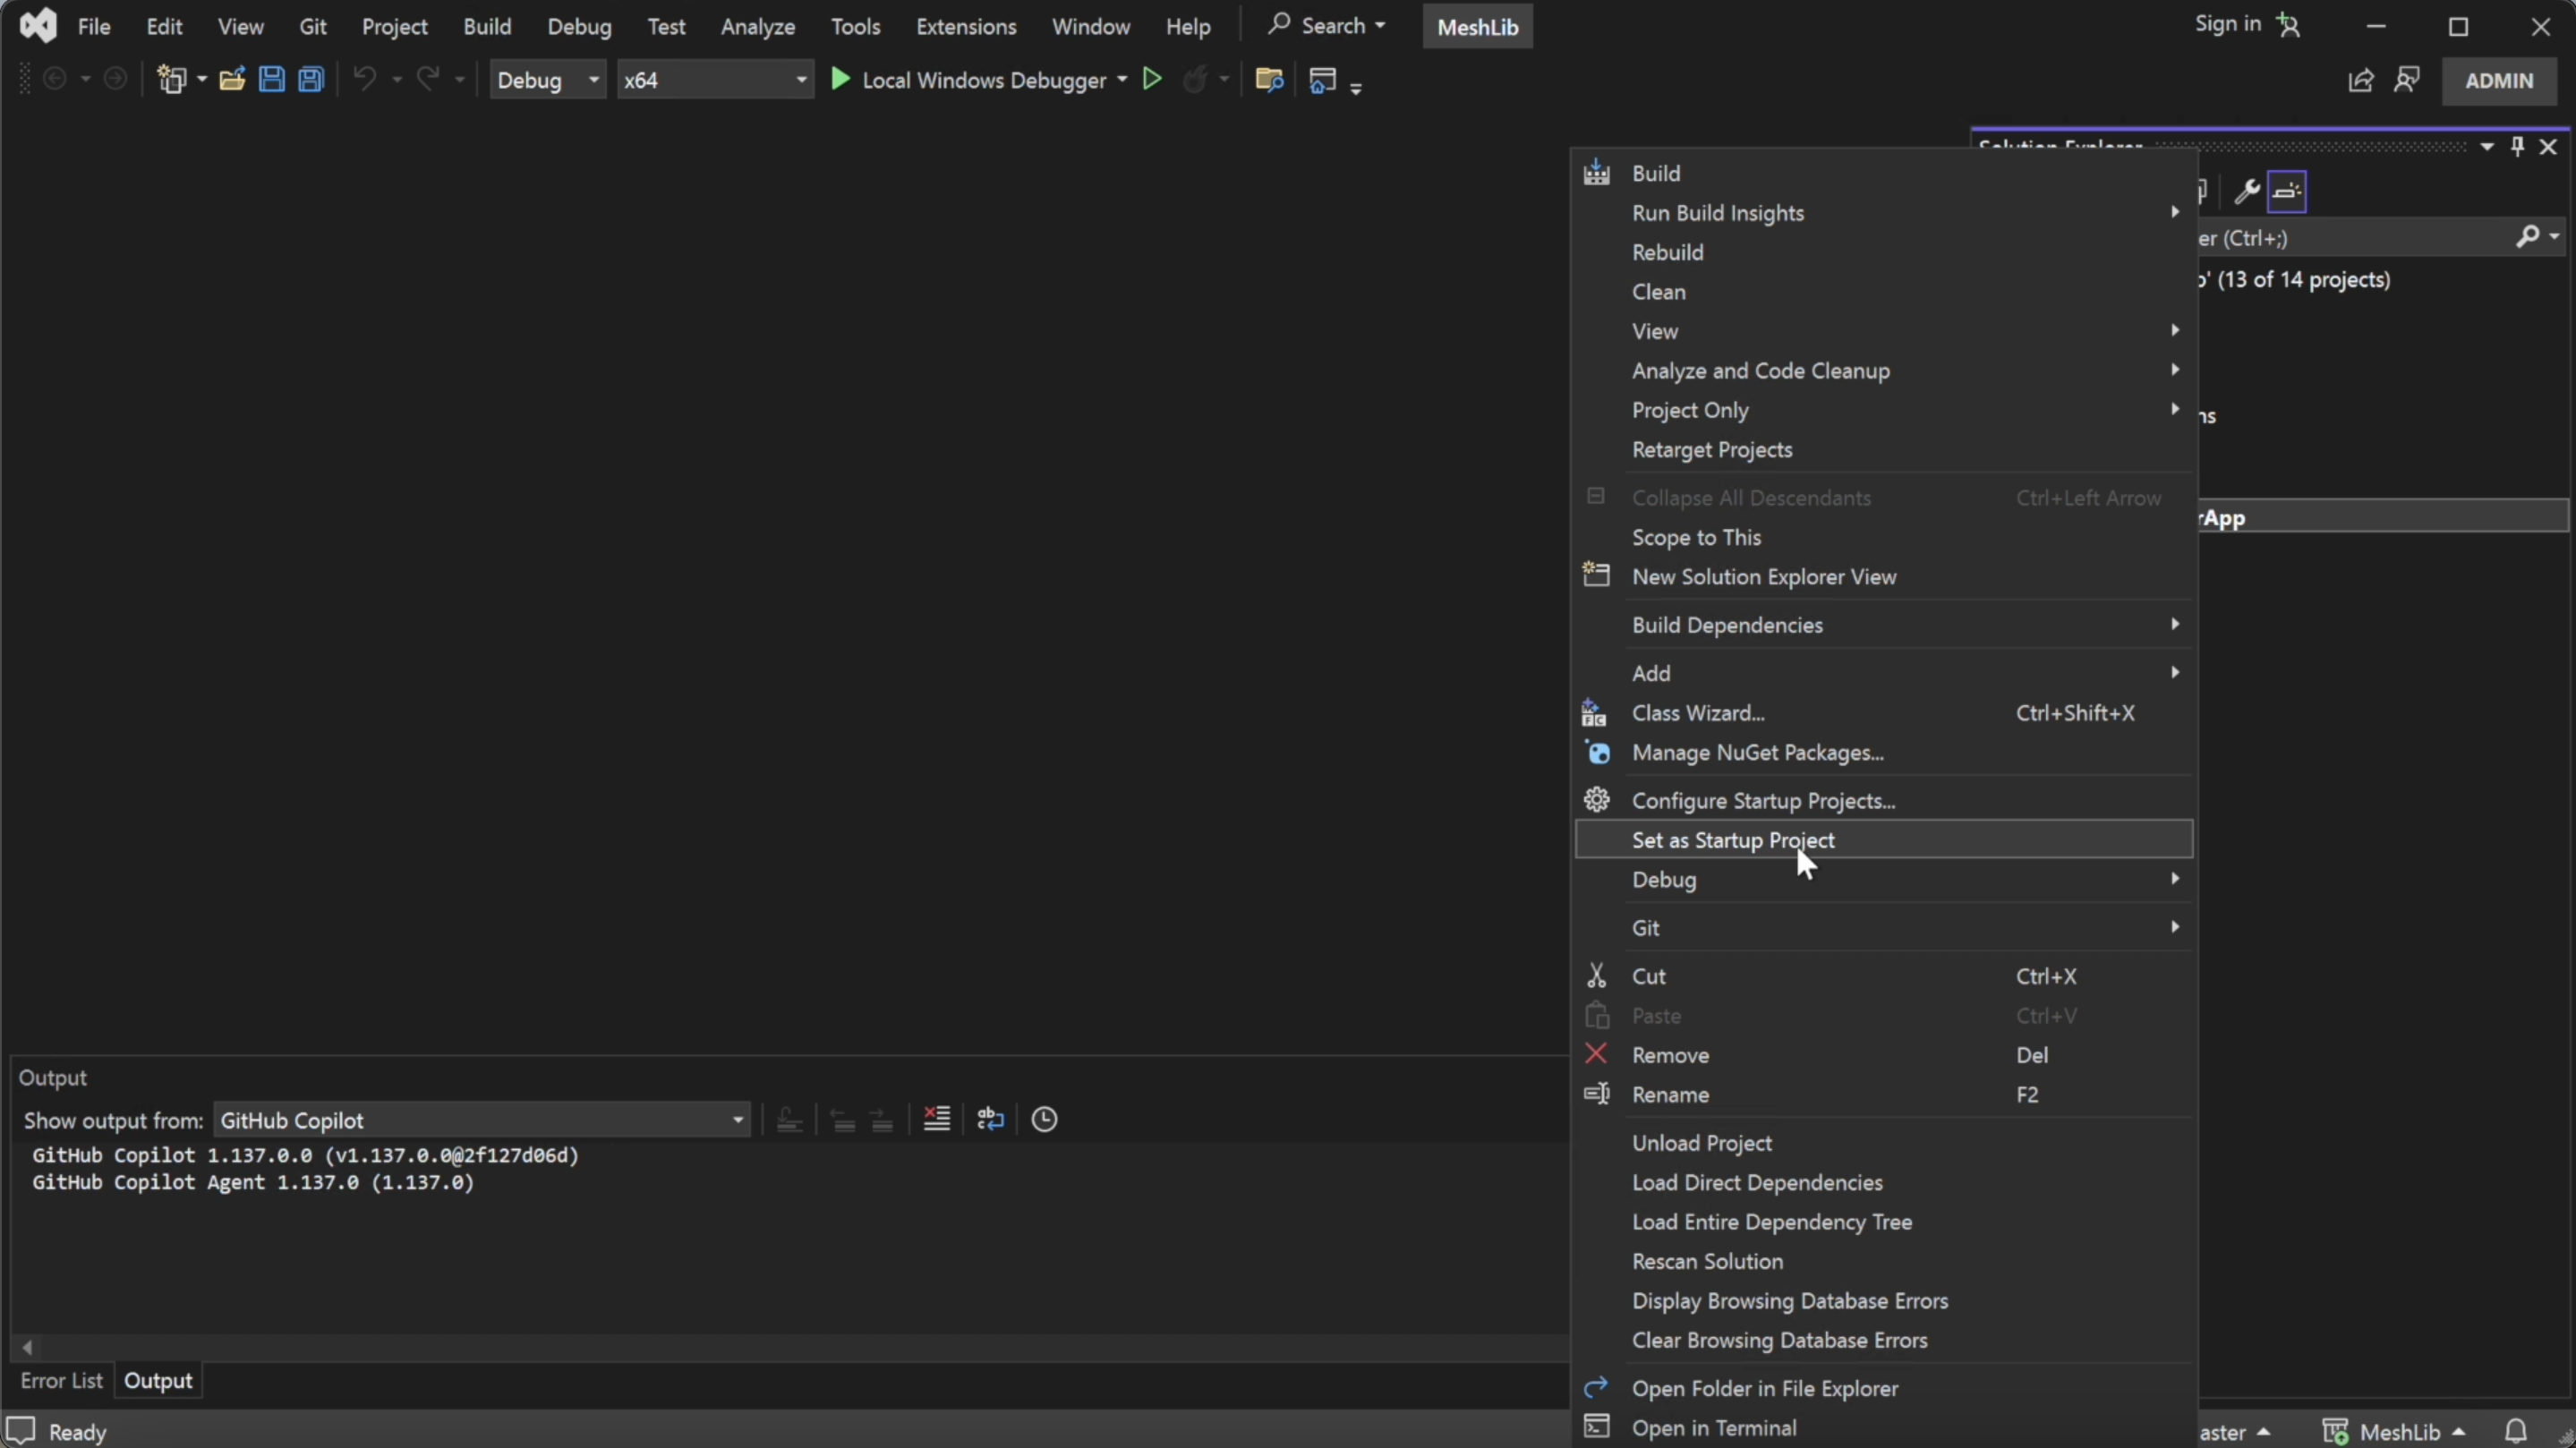 File Edit View Git Project Build Debug Test Analyze Tools Extensions Window Help Search MeshLib Sign in
Debug x64 Local Windows Debugger ADMIN
Solution Explorer
er (Ctrl+;)
' (13 of 14 projects)
ns
rApp
Build
Run Build Insights
Rebuild
Clean
View
Analyze and Code Cleanup
Project Only
Retarget Projects
Collapse All Descendants Ctrl+Left Arrow
Scope to This
New Solution Explorer View
Build Dependencies
Add
Class Wizard... Ctrl+Shift+X
Manage NuGet Packages...
Configure Startup Projects...
Set as Startup Project
Debug
Git
Cut Ctrl+X
Paste Ctrl+V
Remove Del
Rename F2
Unload Project
Load Direct Dependencies
Load Entire Dependency Tree
Rescan Solution
Display Browsing Database Errors
Clear Browsing Database Errors
Open Folder in File Explorer
Open in Terminal
Output
Show output from: GitHub Copilot
GitHub Copilot 1.137.0.0 (v1.137.0.0@2f127d06d)
GitHub Copilot Agent 1.137.0 (1.137.0)
Error List Output
Ready aster MeshLib